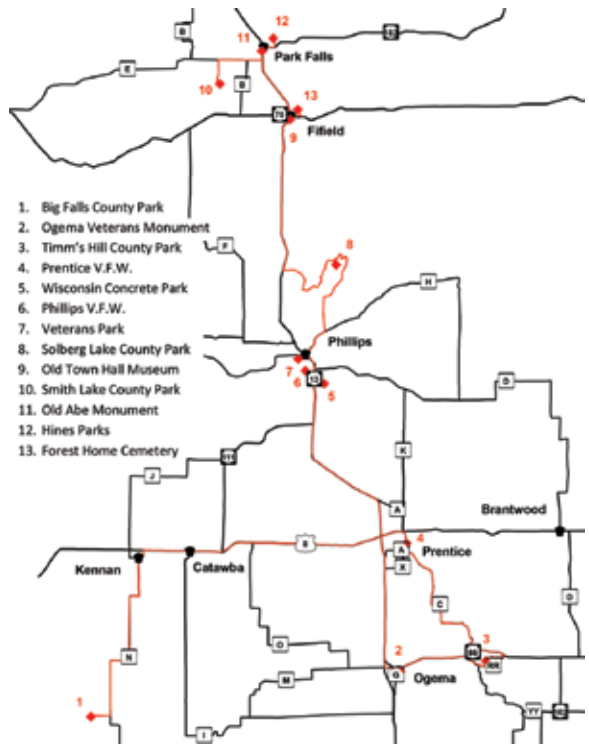 12
B
182
11
Park Falls
E
10
B
13
70
Fifield
9
1. Big Falls County Park
2. Ogema Veterans Monument
3. Timm's Hill County Park
4. Prentice V.F.W.
5. Wisconsin Concrete Park
6. Phillips V.F.W.
7. Veterans Park
8. Solberg Lake County Park
9. Old Town Hall Museum
10. Smith Lake County Park
11. Old Abe Monument
12. Hines Parks
13. Forest Home Cemetery
F
8
H
Phillips
7
6
13
5
D
K
111
J
A
Brantwood
4
8
A
Prentice
Kennan
Catawba
X
C
D
O
N
2
86
3
RR
M
G
Ogema
1
I
YY
102